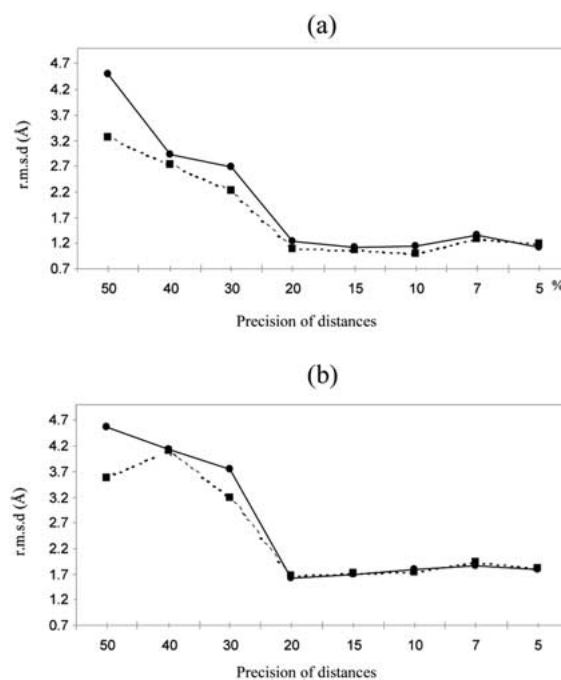 (a)
r.m.s.d (Å)
4.7
4.2
3.7
3.2
2.7
2.2
1.7
1.2
0.7
50 40 30 20 15 10 7 5 %
Precision of distances
(b)
r.m.s.d (Å)
4.7
4.2
3.7
3.2
2.7
2.2
1.7
1.2
0.7
50 40 30 20 15 10 7 5
Precision of distances